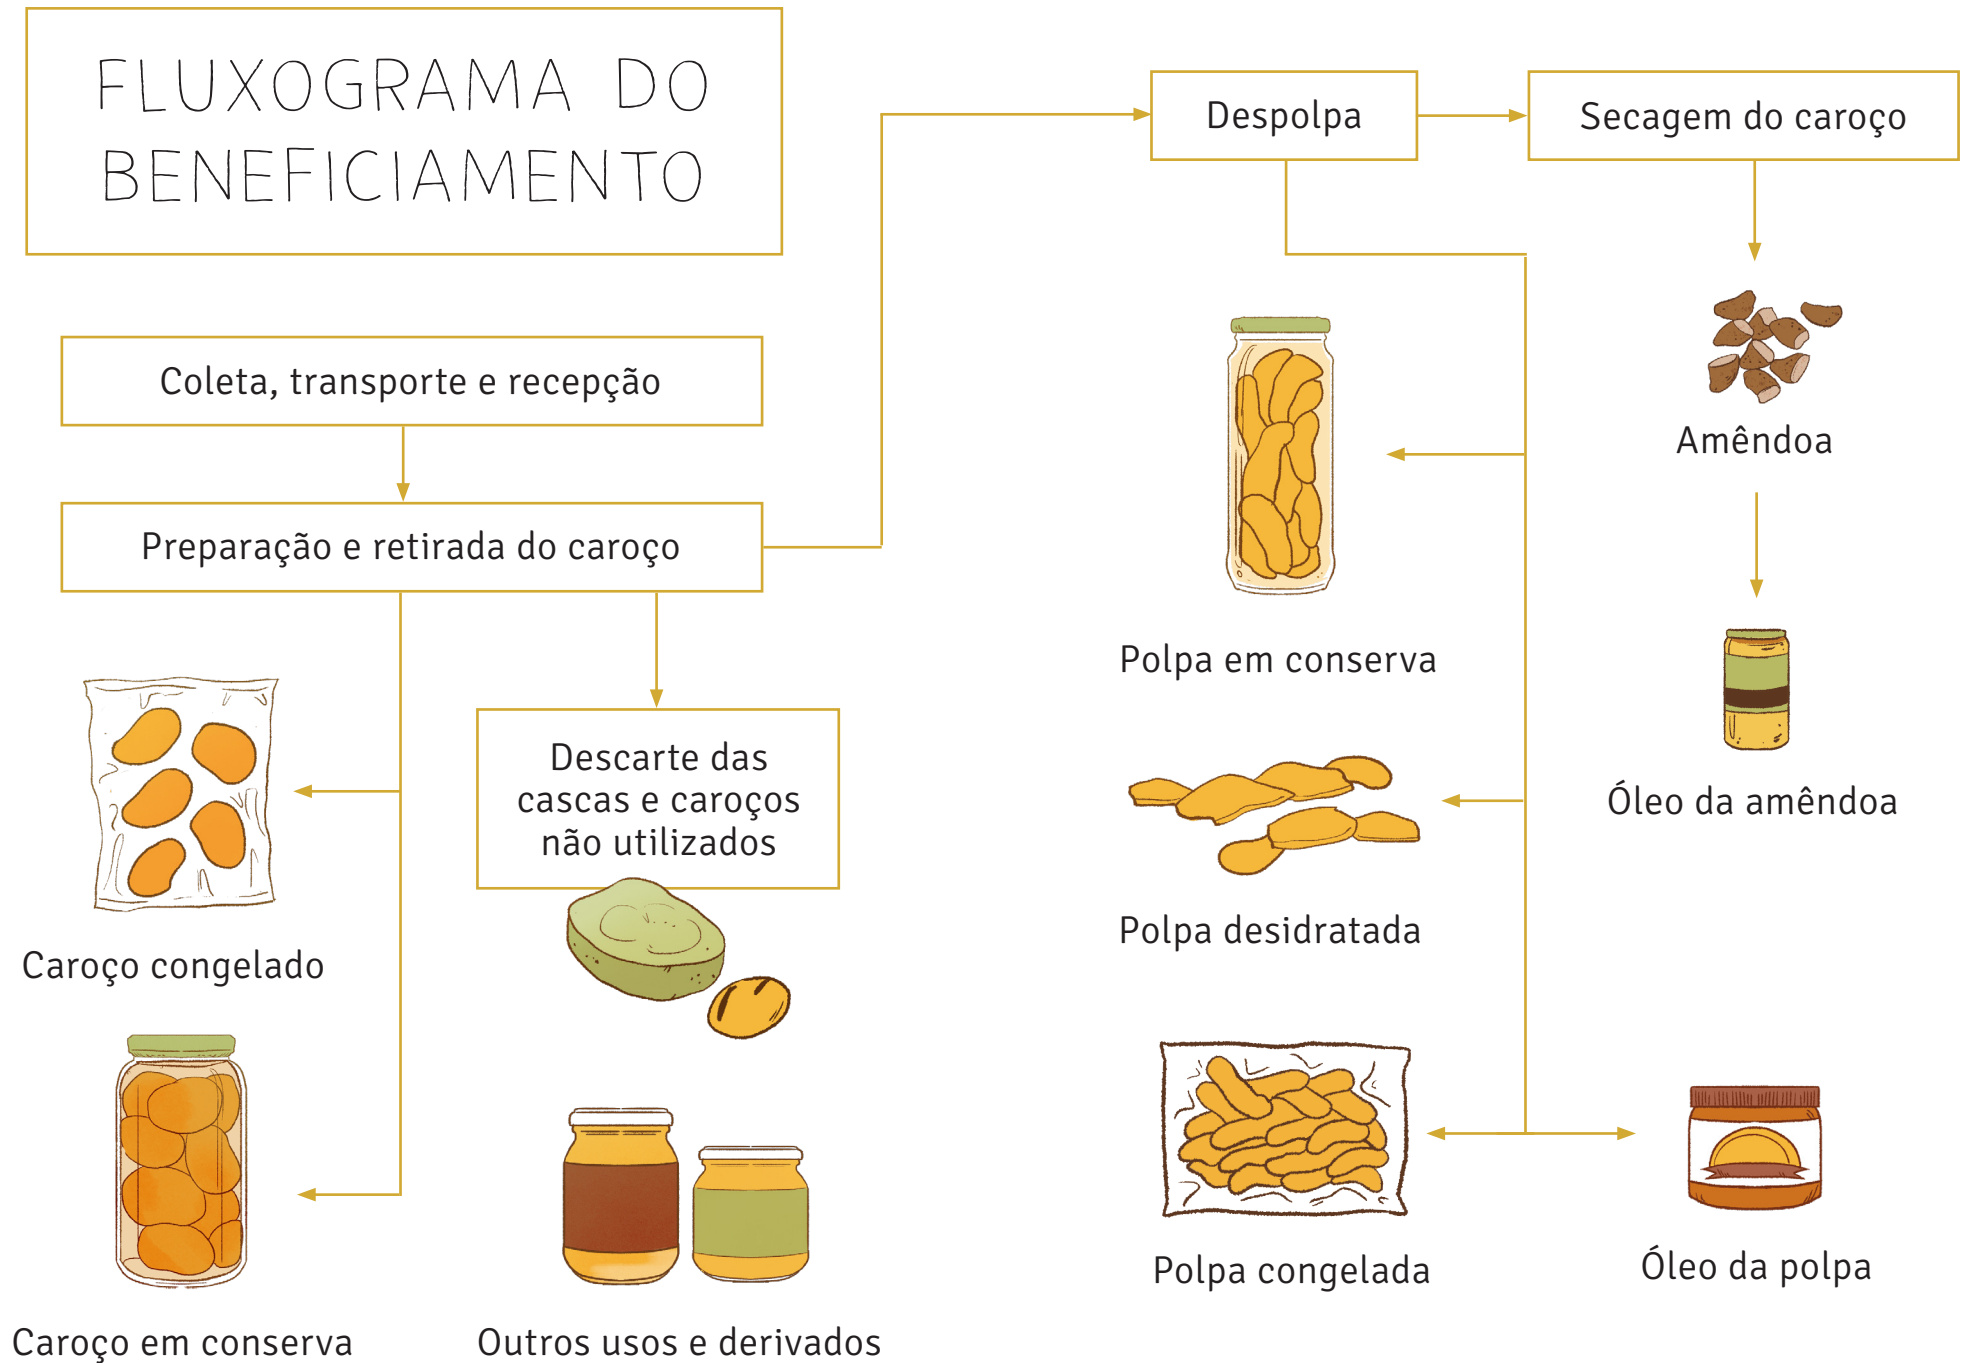 FLUXOGRAMA DO
BENEFICIAMENTO
Coleta, transporte e recepção
Preparação e retirada do caroço
Caroço congelado
Caroço em conserva
Descarte das
cascas e caroços
não utilizados
Outros usos e derivados
Despolpa
Secagem do caroço
Polpa em conserva
Polpa desidratada
Polpa congelada
Óleo da polpa
Amêndoa
Óleo da amêndoa